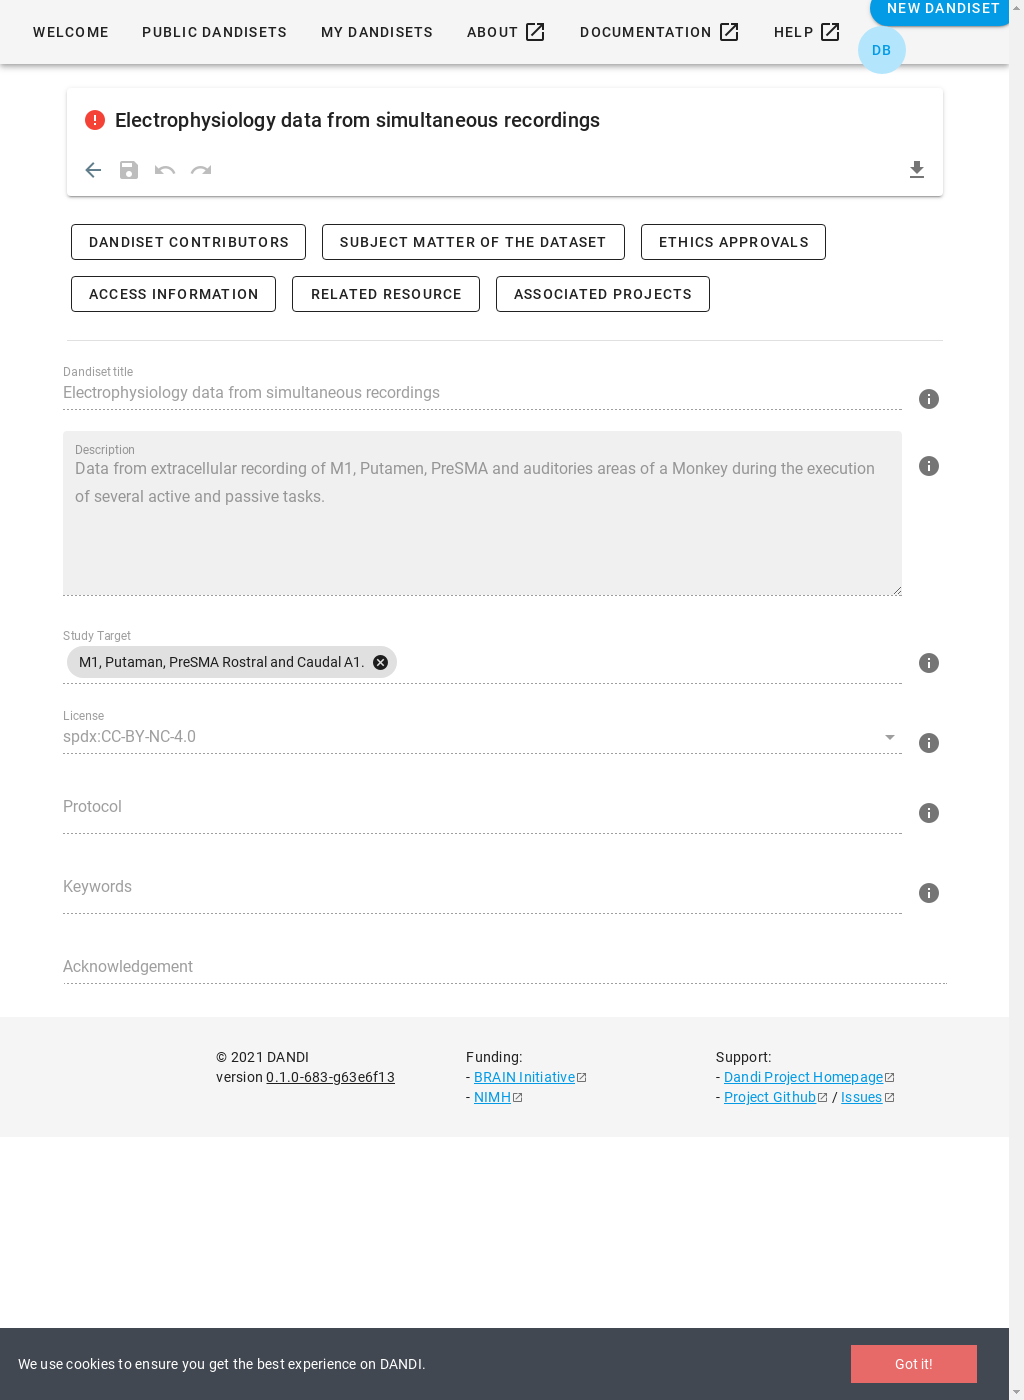 WELCOME PUBLIC DANDISETS MY DANDISETS ABOUT DOCUMENTATION HELP NEW DANDISET
DB
Electrophysiology data from simultaneous recordings
DANDISET CONTRIBUTORS SUBJECT MATTER OF THE DATASET ETHICS APPROVALS
ACCESS INFORMATION RELATED RESOURCE ASSOCIATED PROJECTS
Dandiset title
Electrophysiology data from simultaneous recordings
Description
Data from extracellular recording of M1, Putamen, PreSMA and auditories areas of a Monkey during the execution
of several active and passive tasks.
Study Target
M1, Putaman, PreSMA Rostral and Caudal A1.
License
spdx:CC-BY-NC-4.0
Protocol
Keywords
Acknowledgement
© 2021 DANDI
version 0.1.0-683-g63e6f13
Funding:
- BRAIN Initiative
- NIMH
Support:
- Dandi Project Homepage
- Project Github / Issues
We use cookies to ensure you get the best experience on DANDI.
Got it!